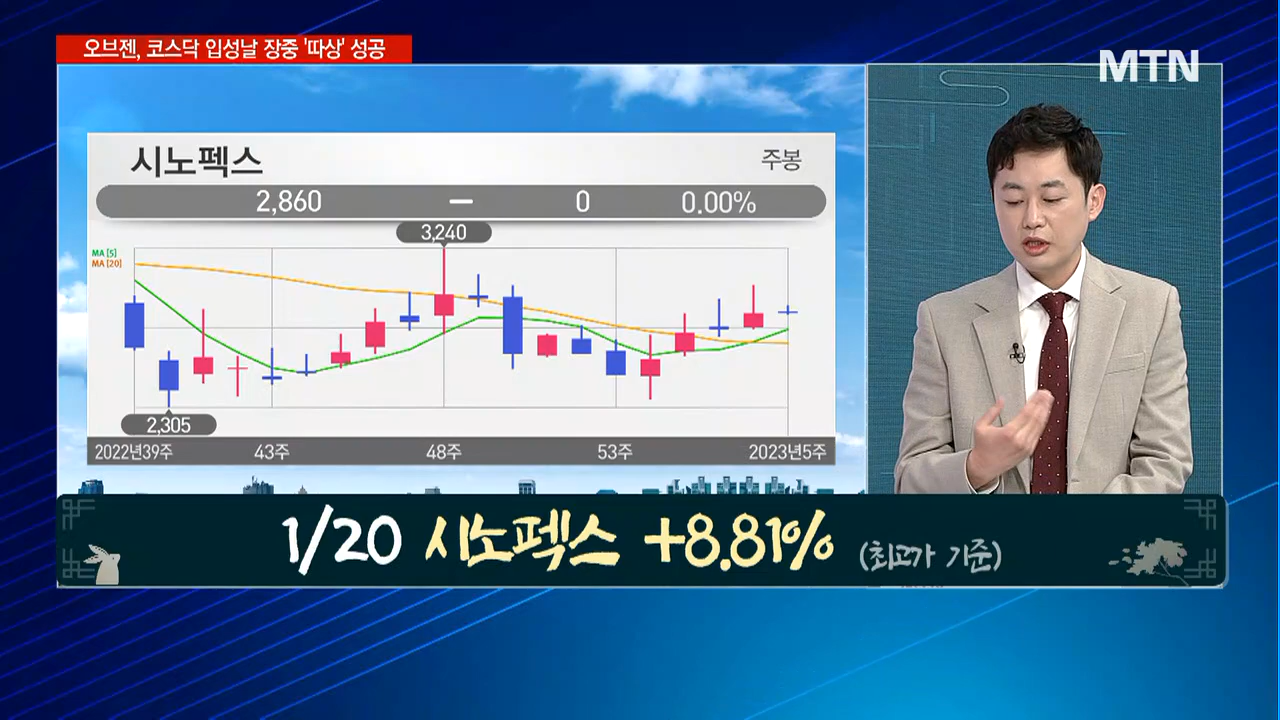 오브젠, 코스닥 입성날 장중 '따상' 성공
MTN
시노펙스 주봉
2,860 ㅡ 0 0.00%
3,240
MA [5]
MA [20]
2,305
2022년39주 43주 48주 53주 2023년5주
1/20 시노펙스 +8.81% (최고가 기준)